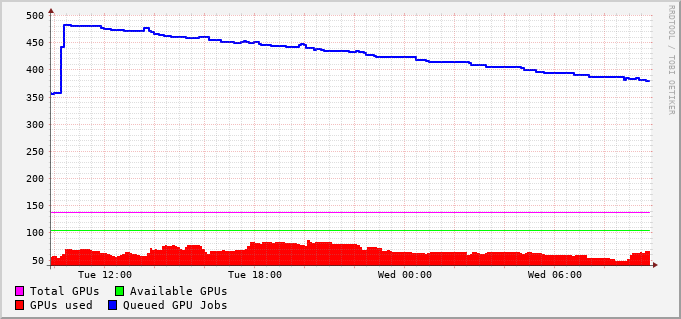 500
450
400
350
300
250
200
150
100
50
Tue 12:00 Tue 18:00 Wed 00:00 Wed 06:00
Total GPUs Available GPUs
GPUs used Queued GPU Jobs
RRDTOOL / TOBI OETIKER